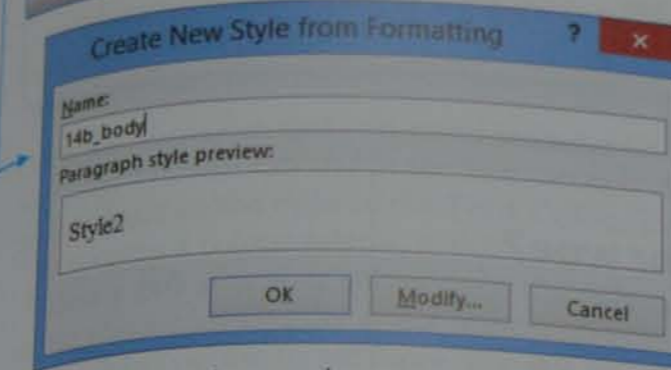 Create New Style from Formatting ? ×
Name:
14b_body
Paragraph style preview:
Style2
OK Modify... Cancel